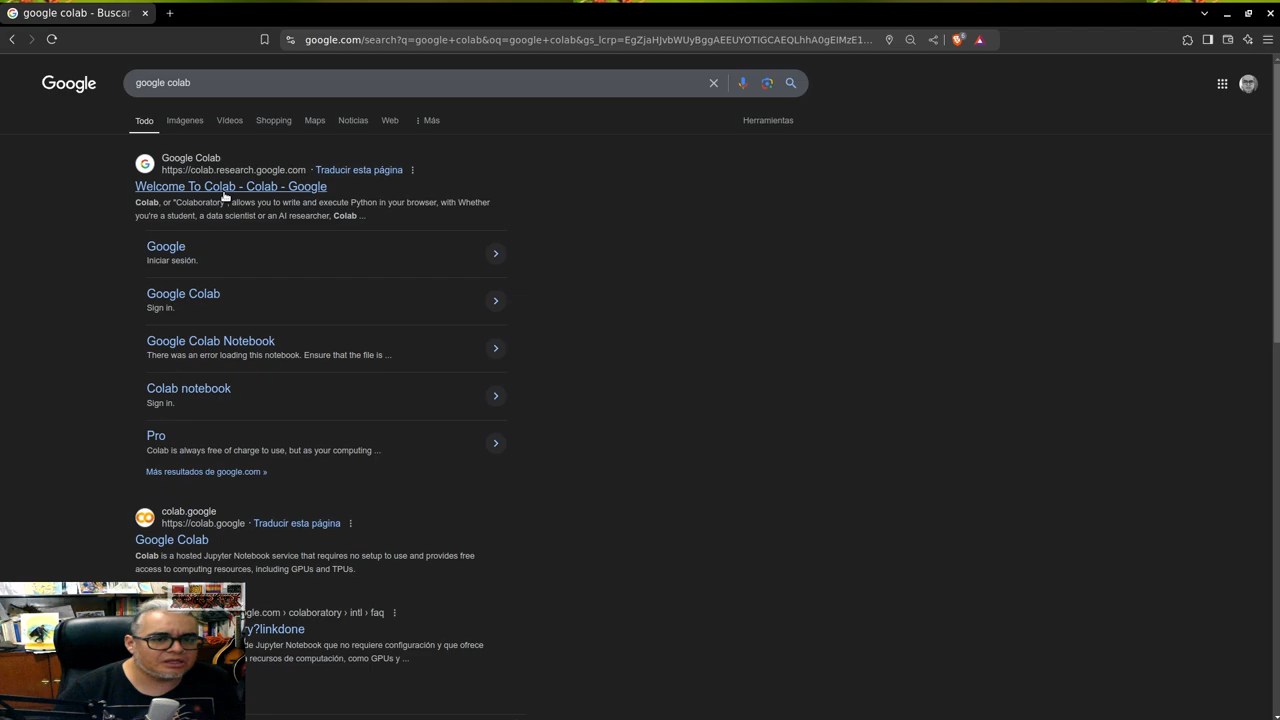 google colab - Buscar
google.com/search?q=google+colab&oq=google+colab&gs_lcrp=EgZjaHJvbWUyBggAEEUYOTIGCAEQLhhA0gEIMzE1...
6
Google
google colab
Todo
Imágenes
Vídeos
Shopping
Maps
Noticias
Web
Más
Herramientas
Google Colab
https://colab.research.google.com · Traducir esta página
Welcome To Colab - Colab - Google
Colab, or "Colaboratory", allows you to write and execute Python in your browser, with Whether
you're a student, a data scientist or an AI researcher, Colab ...
Google
Iniciar sesión.
Google Colab
Sign in.
Google Colab Notebook
There was an error loading this notebook. Ensure that the file is ...
Colab notebook
Sign in.
Pro
Colab is always free of charge to use, but as your computing ...
Más resultados de google.com »
colab.google
https://colab.google · Traducir esta página
Google Colab
Colab is a hosted Jupyter Notebook service that requires no setup to use and provides free
access to computing resources, including GPUs and TPUs.
gle.com › colaboratory › intl › faq
ry?linkdone
de Jupyter Notebook que no requiere configuración y que ofrece
a recursos de computación, como GPUs y ...